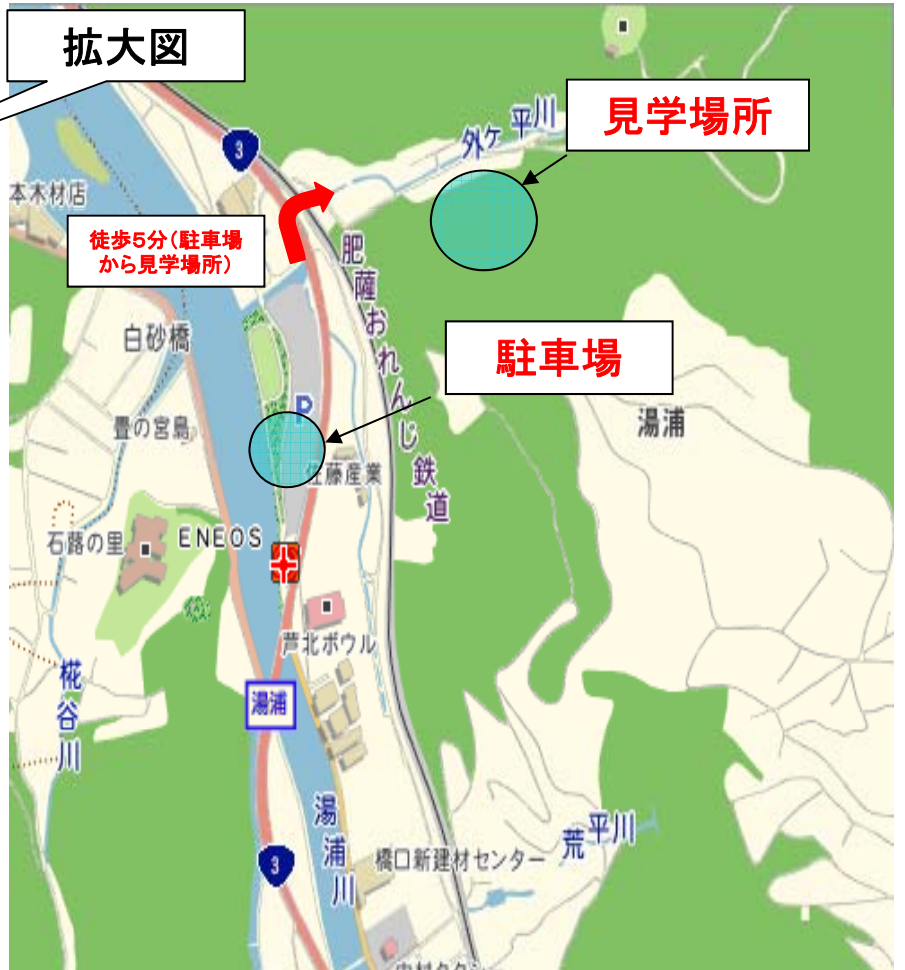 拡大図
3
外ケ平川
見学場所
本木材店
徒歩5分(駐車場
から見学場所)
肥薩おれんじ鉄道
白砂橋
駐車場
P
湯浦
畳の宮島
佐藤産業
石蕗の里
ENEOS
芦北ボウル
椛谷川
湯浦
湯浦川
荒平川
橋口新建材センター
3